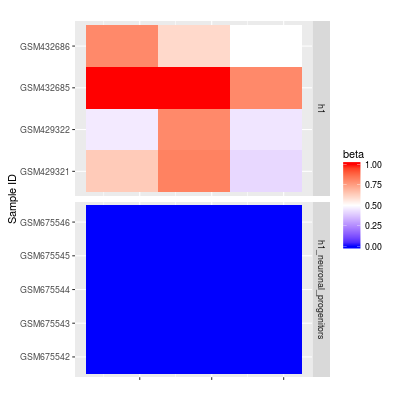 GSM432686
GSM432685
GSM429322
GSM429321
h1
GSM675546
GSM675545
GSM675544
GSM675543
GSM675542
h1_neuronal_progenitors
Sample ID
beta
1.00
0.75
0.50
0.25
0.00